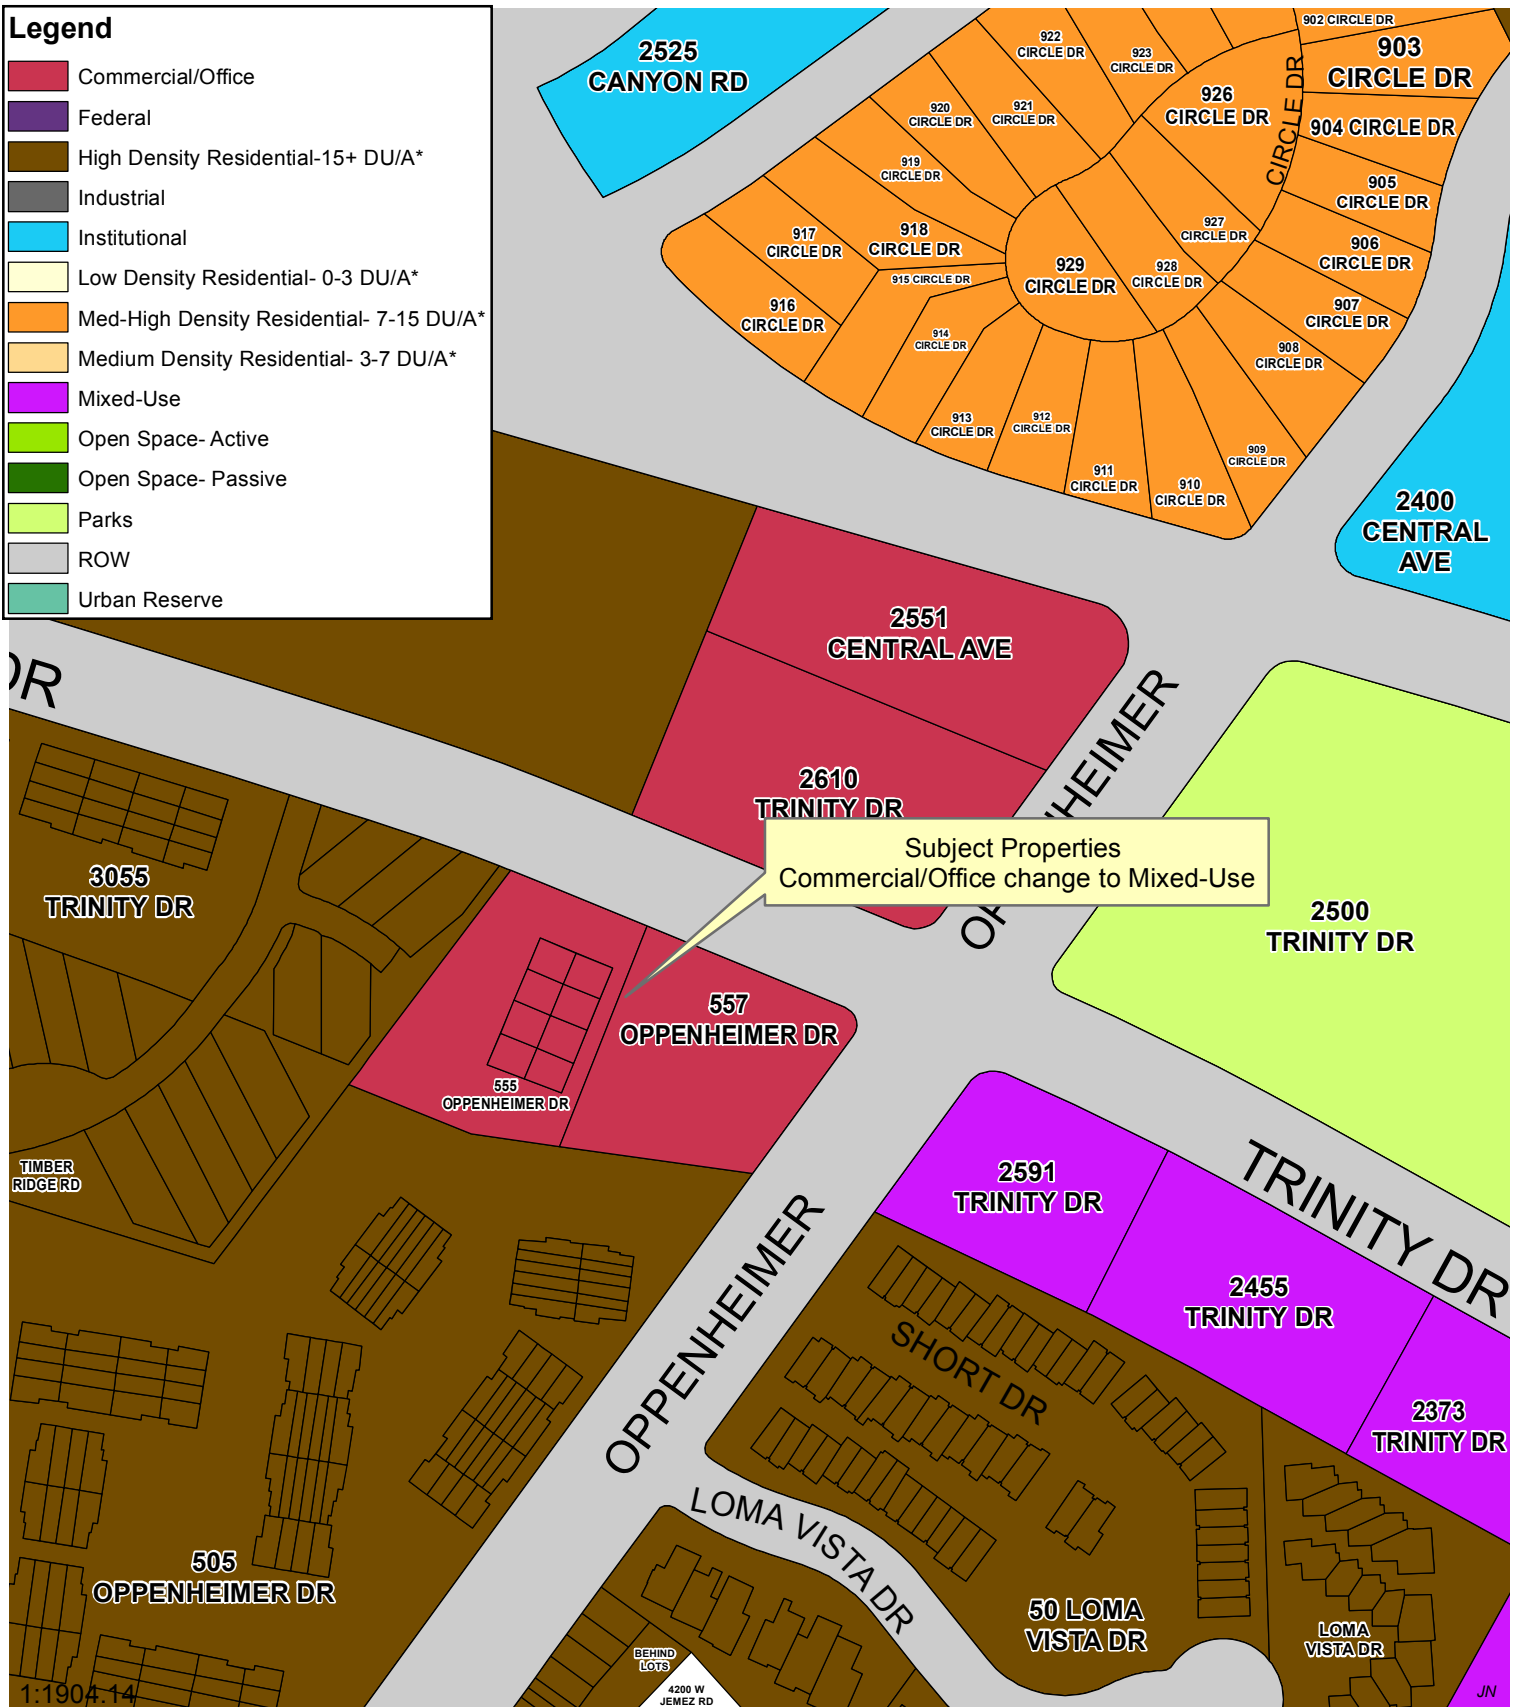 Legend
Commercial/Office
Federal
High Density Residential-15+ DU/A*
Industrial
Institutional
Low Density Residential- 0-3 DU/A*
Med-High Density Residential- 7-15 DU/A*
Medium Density Residential- 3-7 DU/A*
Mixed-Use
Open Space- Active
Open Space- Passive
Parks
ROW
Urban Reserve
2525
CANYON RD
902 CIRCLE DR
903
CIRCLE DR
904 CIRCLE DR
905
CIRCLE DR
906
CIRCLE DR
907
CIRCLE DR
908
CIRCLE DR
909
CIRCLE DR
910
CIRCLE DR
911
CIRCLE DR
912
CIRCLE DR
913
CIRCLE DR
914
CIRCLE DR
915 CIRCLE DR
916
CIRCLE DR
917
CIRCLE DR
918
CIRCLE DR
919
CIRCLE DR
920
CIRCLE DR
921
CIRCLE DR
922
CIRCLE DR
923
CIRCLE DR
926
CIRCLE DR
CIRCLE DR
927
CIRCLE DR
928
CIRCLE DR
929
CIRCLE DR
2400
CENTRAL
AVE
2551
CENTRAL AVE
2610
TRINITY DR
OPPENHEIMER
DR
Subject Properties
Commercial/Office change to Mixed-Use
3055
TRINITY DR
2500
TRINITY DR
557
OPPENHEIMER DR
555
OPPENHEIMER DR
TIMBER
RIDGE RD
2591
TRINITY DR
TRINITY DR
2455
TRINITY DR
2373
TRINITY DR
OPPENHEIMER
SHORT DR
LOMA VISTA DR
505
OPPENHEIMER DR
50 LOMA
VISTA DR
LOMA
VISTA DR
BEHIND
LOTS
4200 W
JEMEZ RD
1:1904.14
JN